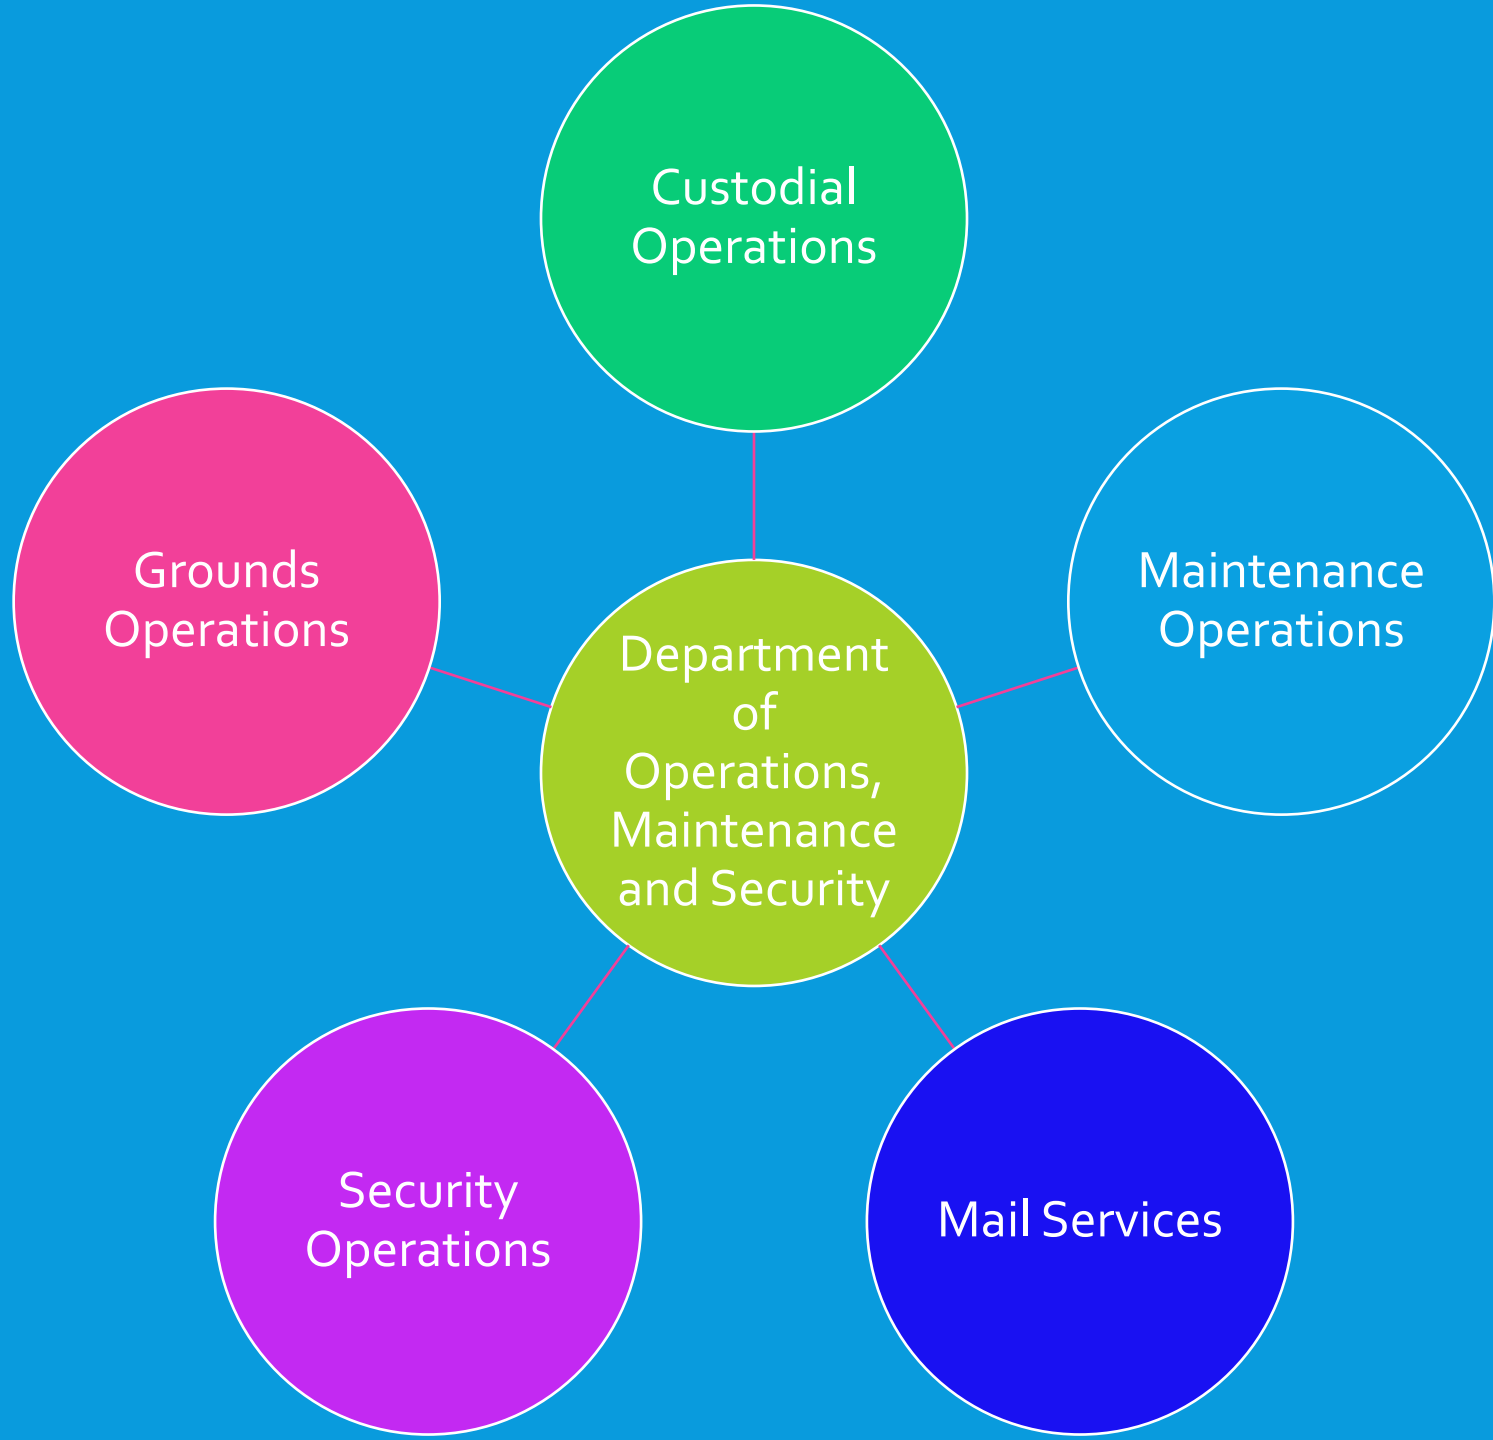 Custodial
Operations
Grounds
Operations
Maintenance
Operations
Department
of
Operations,
Maintenance
and Security
Security
Operations
Mail Services